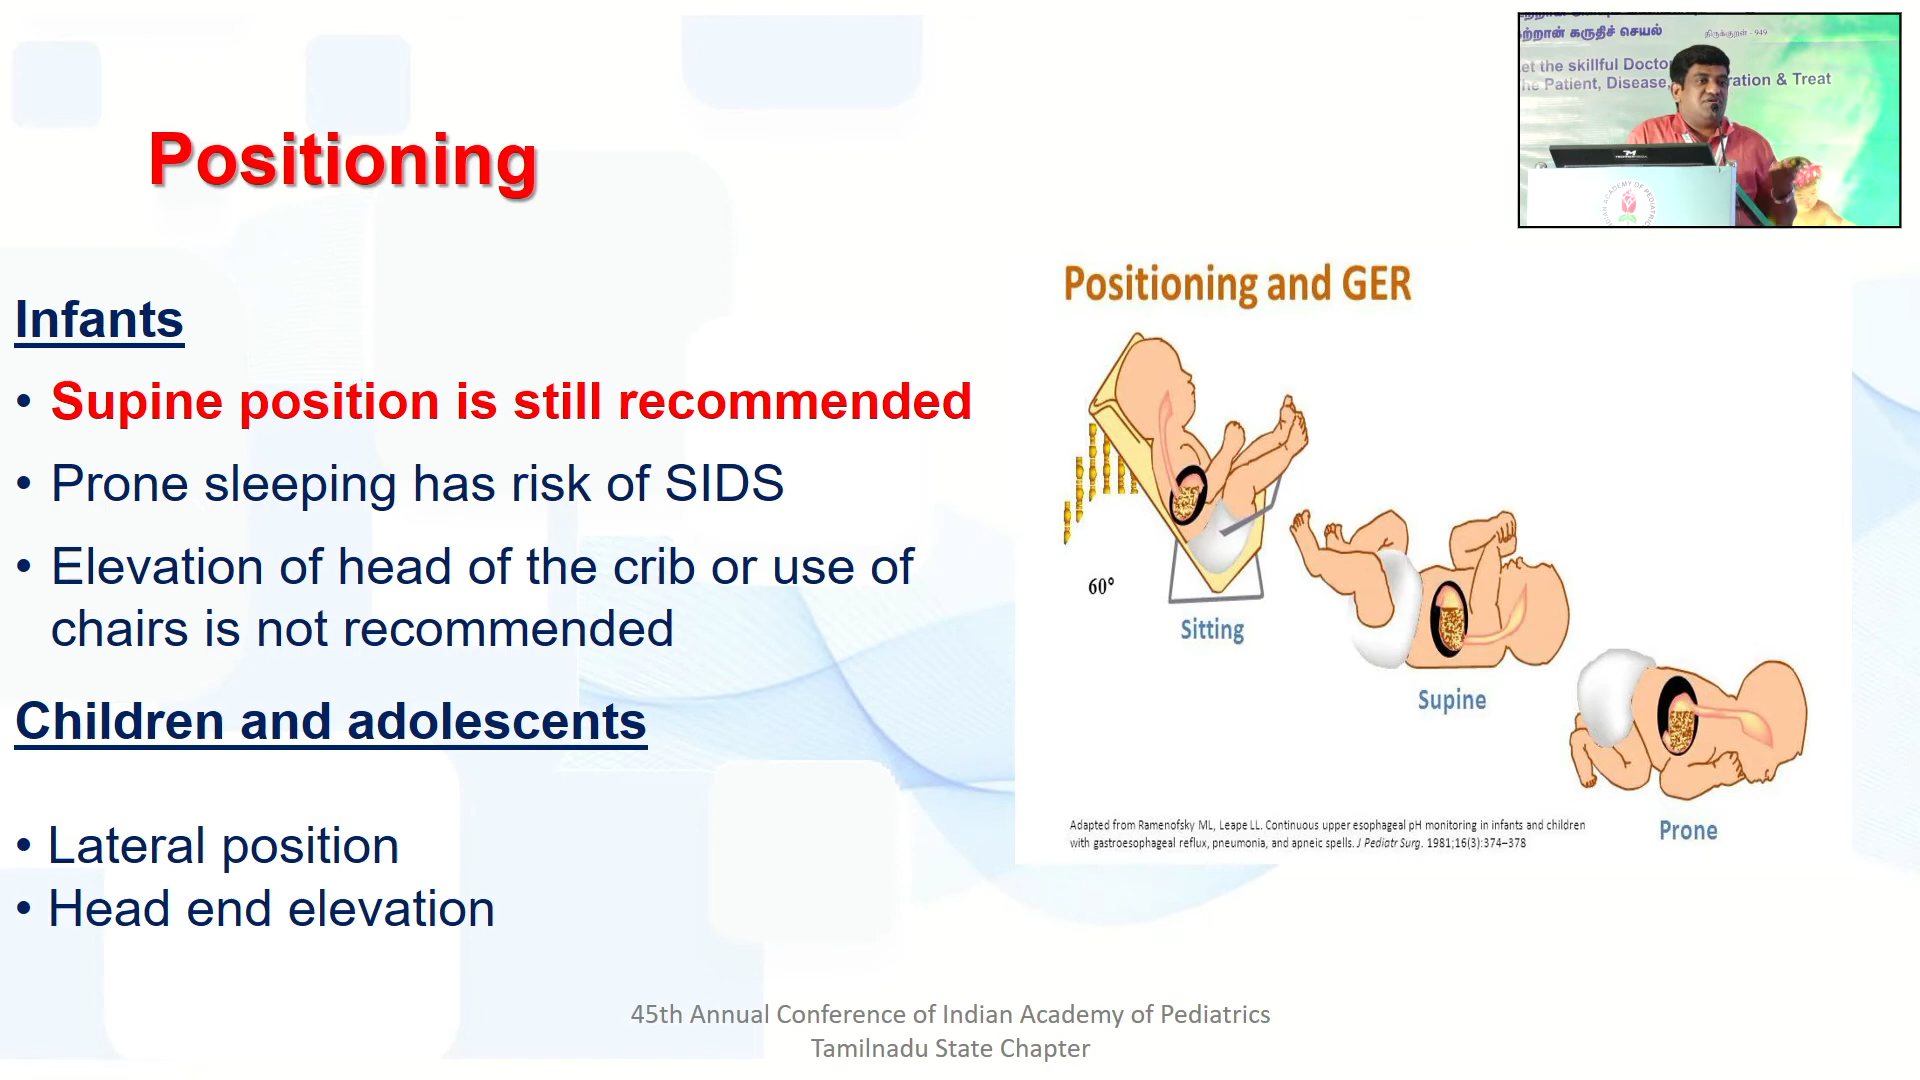 Positioning
Infants
• Supine position is still recommended
• Prone sleeping has risk of SIDS
• Elevation of head of the crib or use of
chairs is not recommended
Children and adolescents
• Lateral position
• Head end elevation
Positioning and GER
60°
Sitting
Supine
Prone
Adapted from Ramenofsky ML, Leape LL. Continuous upper esophageal pH monitoring in infants and children
with gastroesophageal reflux, pneumonia, and apneic spells. J Pediatr Surg. 1981;16(3):374–378
கருதிச் செயல்
திருக்குறள் - 949
the skillful
Patient, Disease, ration & Treat
45th Annual Conference of Indian Academy of Pediatrics
Tamilnadu State Chapter